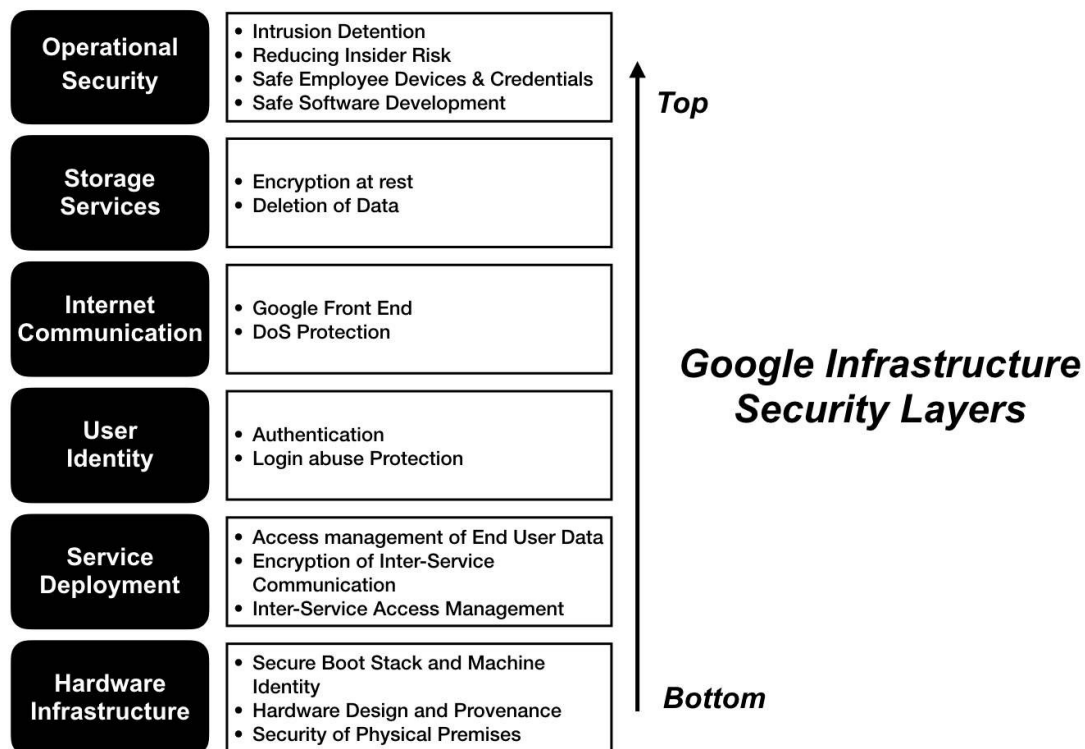 Operational
Security
• Intrusion Detention
• Reducing Insider Risk
• Safe Employee Devices & Credentials
• Safe Software Development
Top
Storage
Services
• Encryption at rest
• Deletion of Data
Internet
Communication
• Google Front End
• DoS Protection
Google Infrastructure
Security Layers
User
Identity
• Authentication
• Login abuse Protection
Service
Deployment
• Access management of End User Data
• Encryption of Inter-Service
Communication
• Inter-Service Access Management
Hardware
Infrastructure
• Secure Boot Stack and Machine
Identity
• Hardware Design and Provenance
• Security of Physical Premises
Bottom